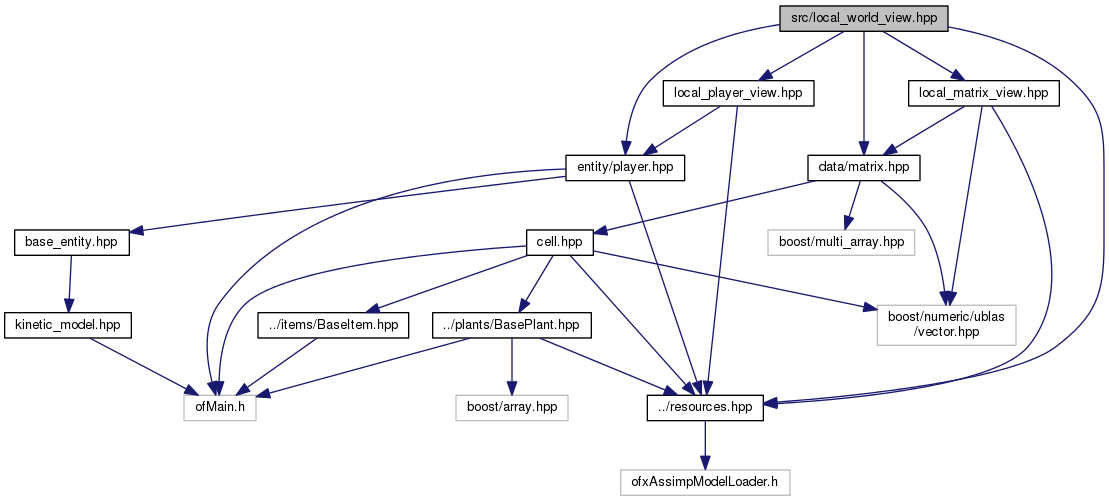 src/local_world_view.hpp
local_player_view.hpp
local_matrix_view.hpp
entity/player.hpp
data/matrix.hpp
base_entity.hpp
cell.hpp
boost/multi_array.hpp
kinetic_model.hpp
../items/BaseItem.hpp
../plants/BasePlant.hpp
boost/numeric/ublas
/vector.hpp
ofMain.h
boost/array.hpp
../resources.hpp
ofxAssimpModelLoader.h